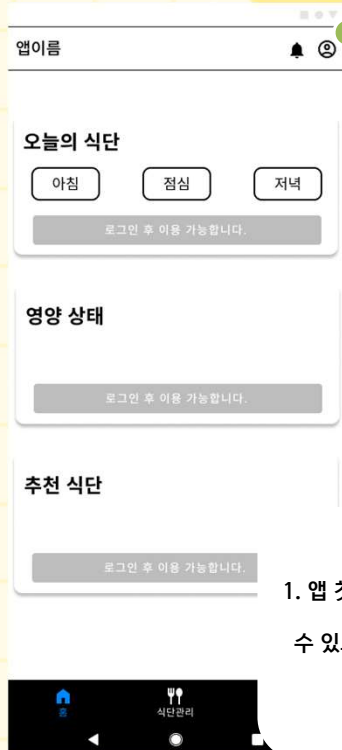 앱이름
오늘의 식단
아침 점심 저녁
로그인 후 이용 가능합니다.
영양 상태
로그인 후 이용 가능합니다.
추천 식단
로그인 후 이용 가능합니다.
1. 앱
수 있
홈 식단관리